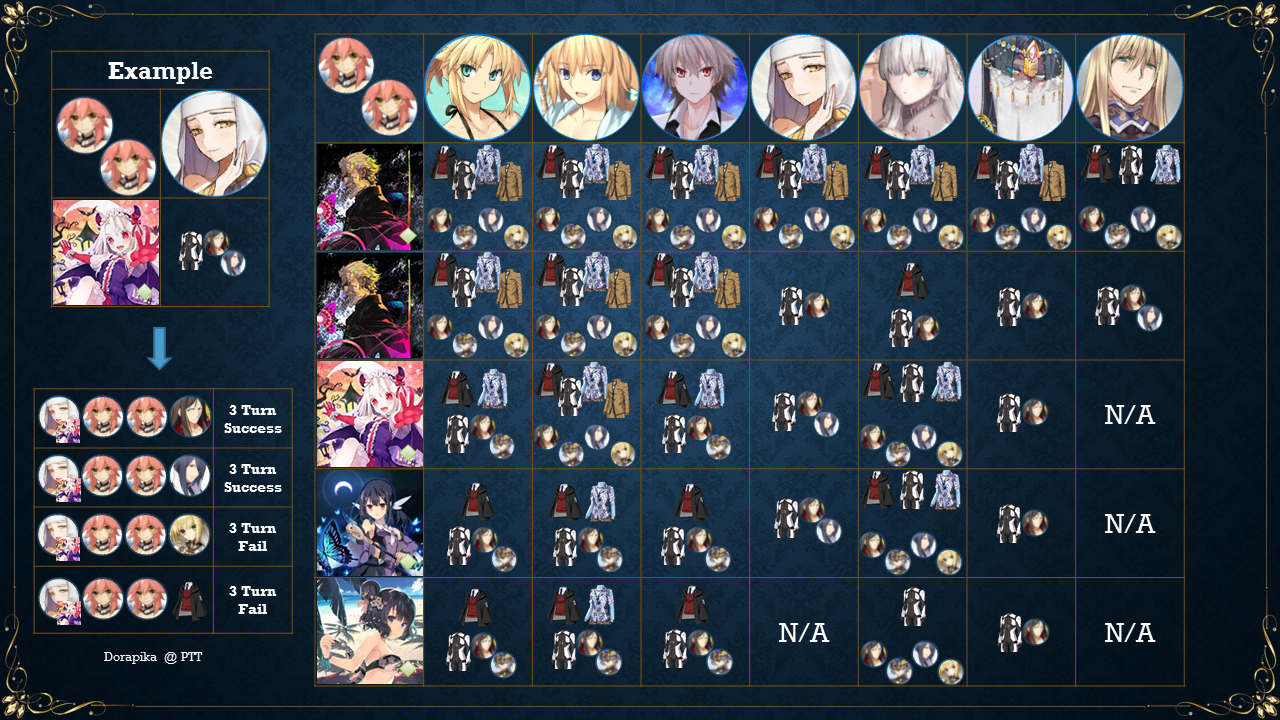 Example
3 Turn
Success
3 Turn
Success
3 Turn
Fail
3 Turn
Fail
Dorapika @ PTT
N/A
N/A
N/A
N/A